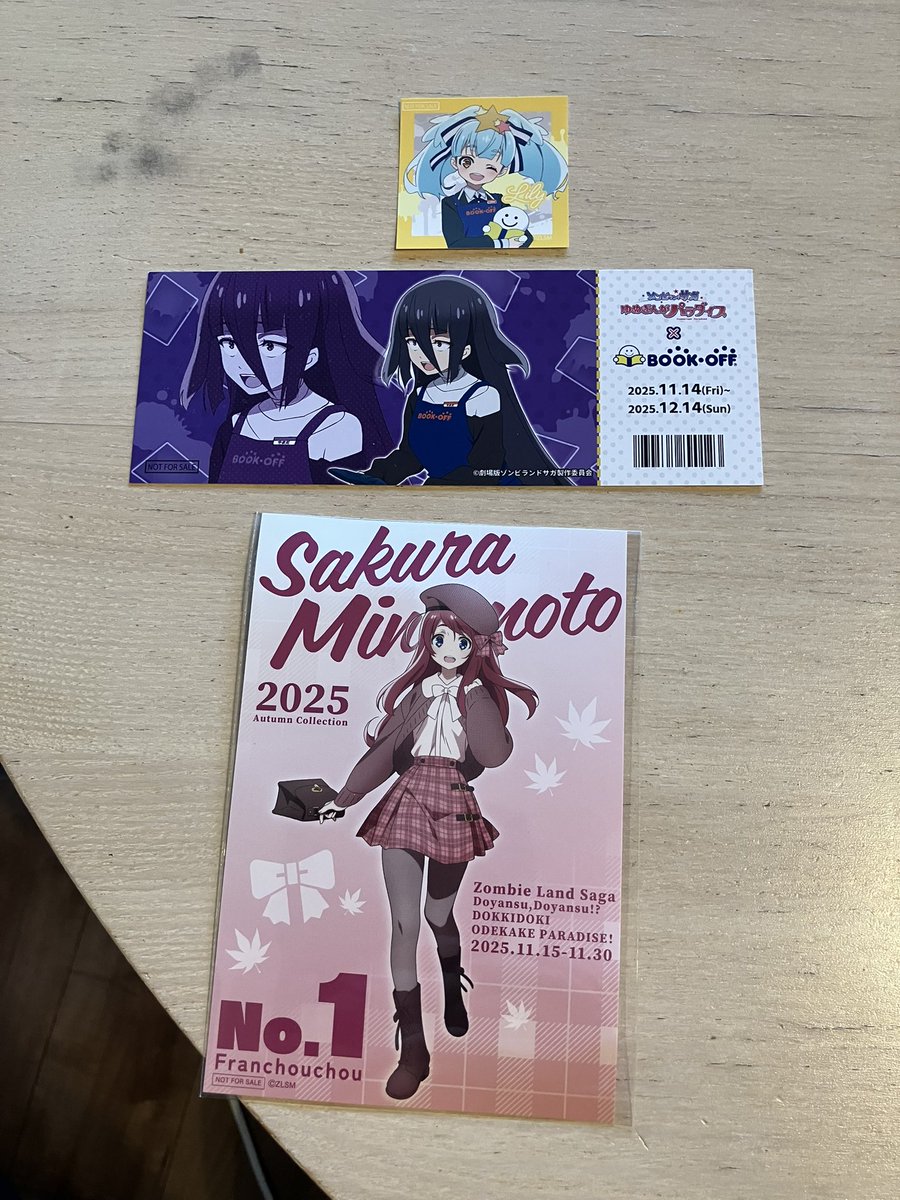 NOT FOR SALE
Lily
BOOK·OFF
©ZLSM
ゾンビランドサガ
ゆめぎんがパラダイス
×
BOOK·OFF
2025.11.14(Fri)~
2025.12.14(Sun)
BOOK·OFF
BOOK·OFF
NOT FOR SALE
©劇場版ゾンビランドサガ製作委員会
Sakura
Minamoto
2025
Autumn Collection
Zombie Land Saga
Doyansu,Doyansu!?
DOKKIDOKI
ODEKAKE PARADISE!
2025.11.15-11.30
No.1
Franchouchou
NOT FOR SALE ©ZLSM